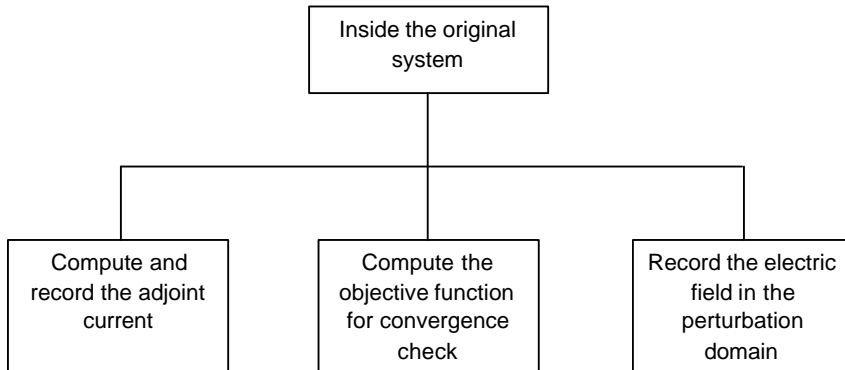 Inside the original
system
Compute and
record the adjoint
current
Compute the
objective function
for convergence
check
Record the electric
field in the
perturbation
domain